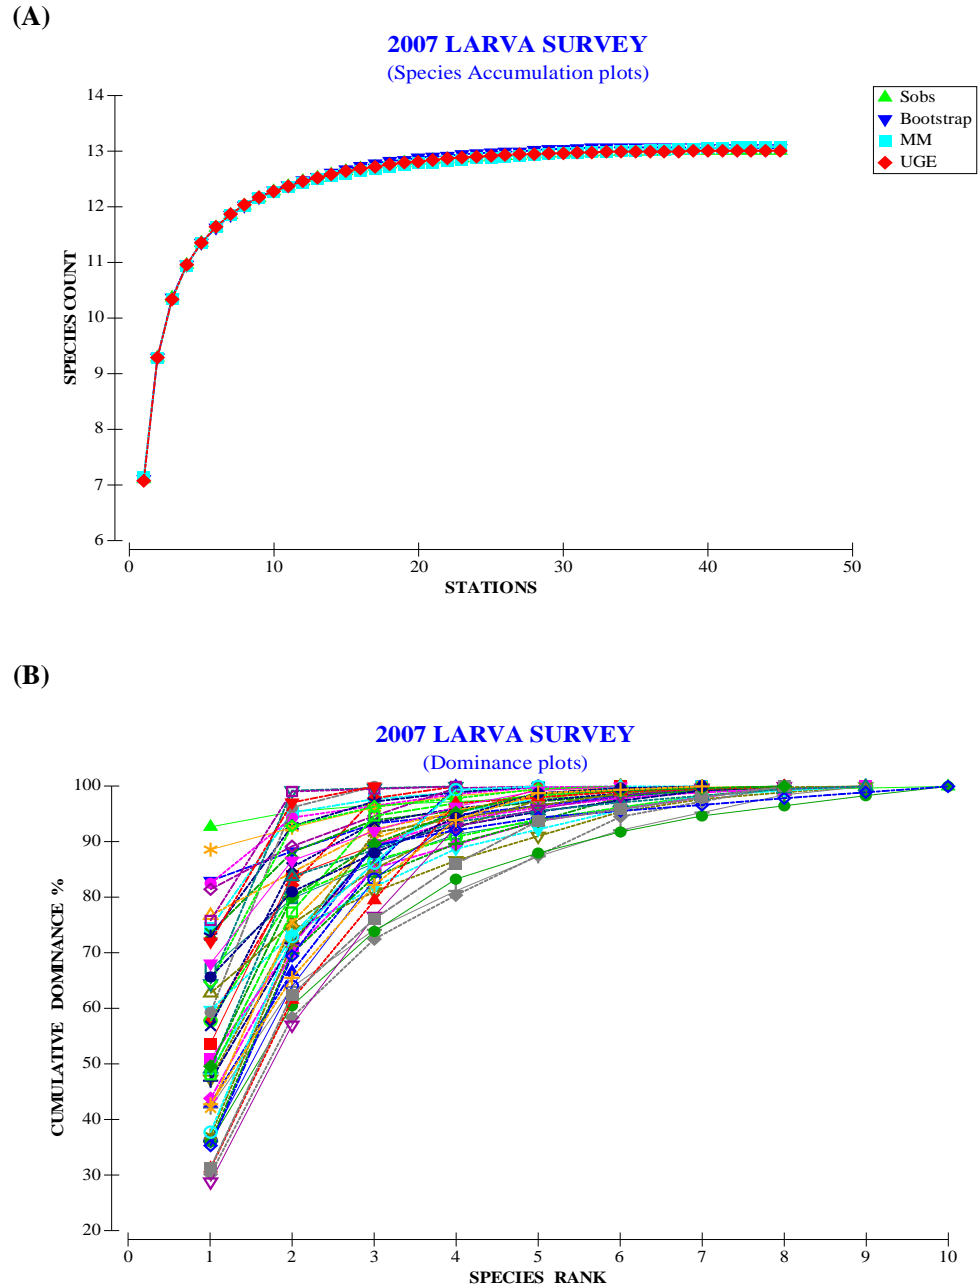 (A)
2007 LARVA SURVEY
(Species Accumulation plots)
14
13
12
11
10
9
8
7
6
SPECIES COUNT
0
10
20
30
40
50
STATIONS
Sobs
Bootstrap
MM
UGE
(B)
2007 LARVA SURVEY
(Dominance plots)
100
90
80
70
60
50
40
30
20
CUMULATIVE DOMINANCE %
0
1
2
3
4
5
6
7
8
9
10
SPECIES RANK